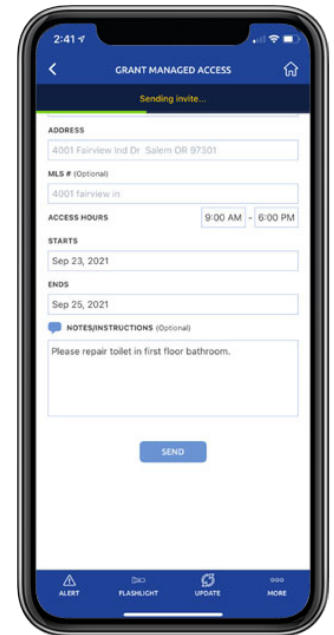 2:41
GRANT MANAGED ACCESS
Sending invite...
ADDRESS
4001 Fairview Ind Dr Salem OR 97301
MLS # (Optional)
4001 fairview in
ACCESS HOURS 9:00 AM - 6:00 PM
STARTS
Sep 23, 2021
ENDS
Sep 25, 2021
NOTES/INSTRUCTIONS (Optional)
Please repair toilet in first floor bathroom.
SEND
ALERT FLASHLIGHT UPDATE MORE